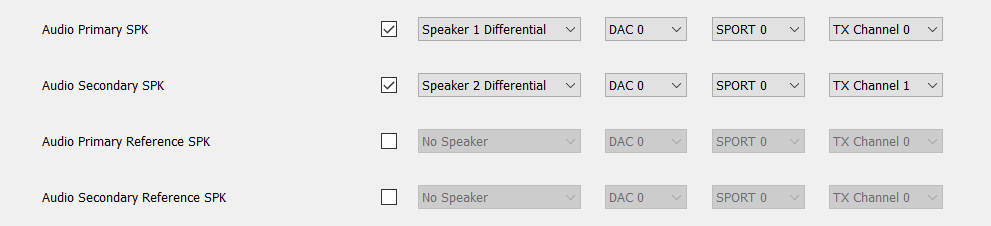 Audio Primary SPK Speaker 1 Differential DAC 0 SPORT 0 TX Channel 0
Audio Secondary SPK Speaker 2 Differential DAC 0 SPORT 0 TX Channel 1
Audio Primary Reference SPK No Speaker DAC 0 SPORT 0 TX Channel 0
Audio Secondary Reference SPK No Speaker DAC 0 SPORT 0 TX Channel 0